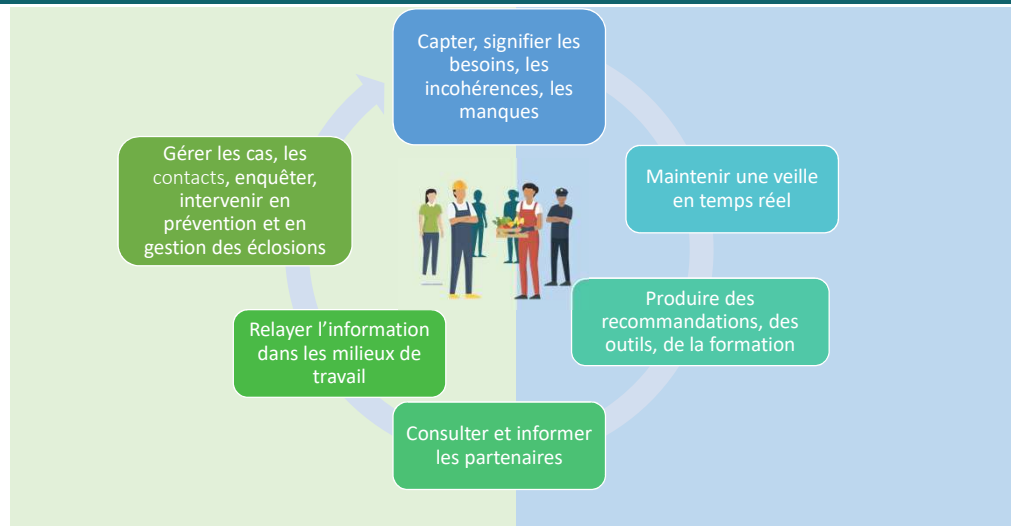 Capter, signifier les
besoins, les
incohérences, les
manques
Maintenir une veille
en temps réel
Produire des
recommandations, des
outils, de la formation
Consulter et informer
les partenaires
Relayer l’information
dans les milieux de
travail
Gérer les cas, les
contacts, enquêter,
intervenir en
prévention et en
gestion des éclosions